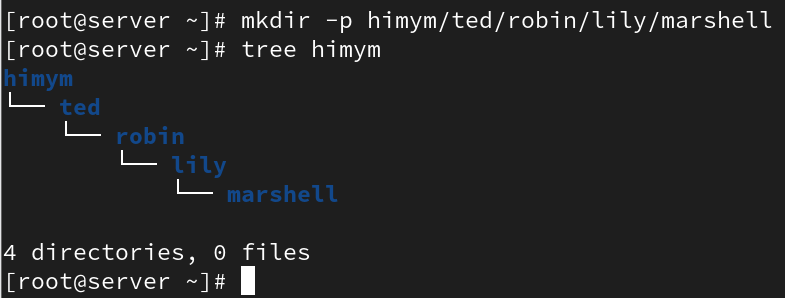 [root@server ~]# mkdir -p himym/ted/robin/lily/marshell
[root@server ~]# tree himym
himym
└── ted
    └── robin
        └── lily
            └── marshell

4 directories, 0 files
[root@server ~]#